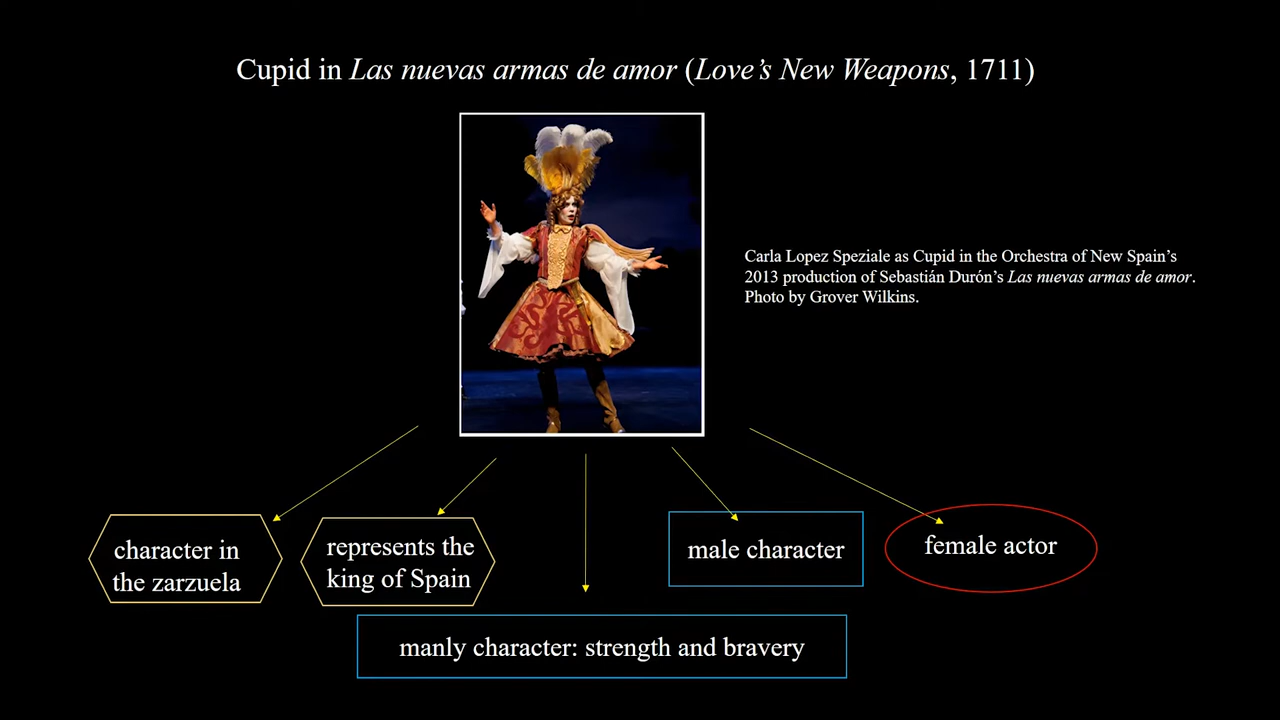 Cupid in Las nuevas armas de amor (Love’s New Weapons, 1711)
Carla Lopez Speziale as Cupid in the Orchestra of New Spain’s
2013 production of Sebastián Durón’s Las nuevas armas de amor.
Photo by Grover Wilkins.
character in
the zarzuela
represents the
king of Spain
manly character: strength and bravery
male character
female actor